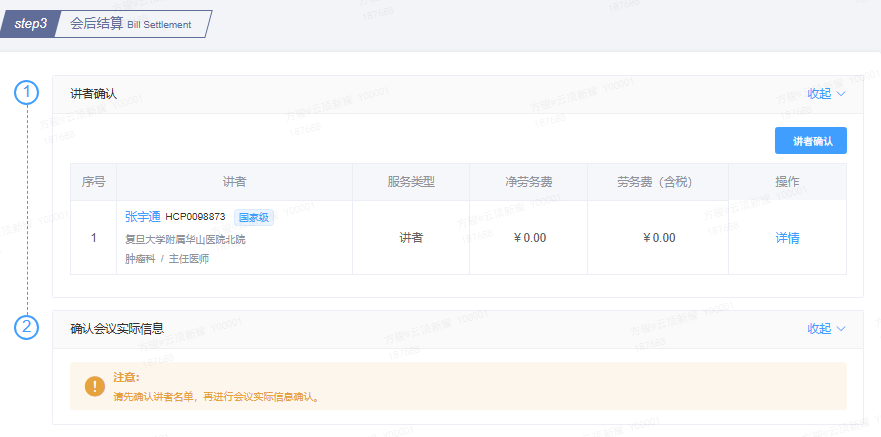 step3 会后结算 Bill Settlement
1 讲者确认 收起
讲者确认
序号 讲者 服务类型 净劳务费 劳务费（含税） 操作
1 张宇通 HCP0098873 国家级 讲者 ￥0.00 ￥0.00 详情
复旦大学附属华山医院北院
肿瘤科 / 主任医师
2 确认会议实际信息 收起
注意：
请先确认讲者名单，再进行会议实际信息确认。